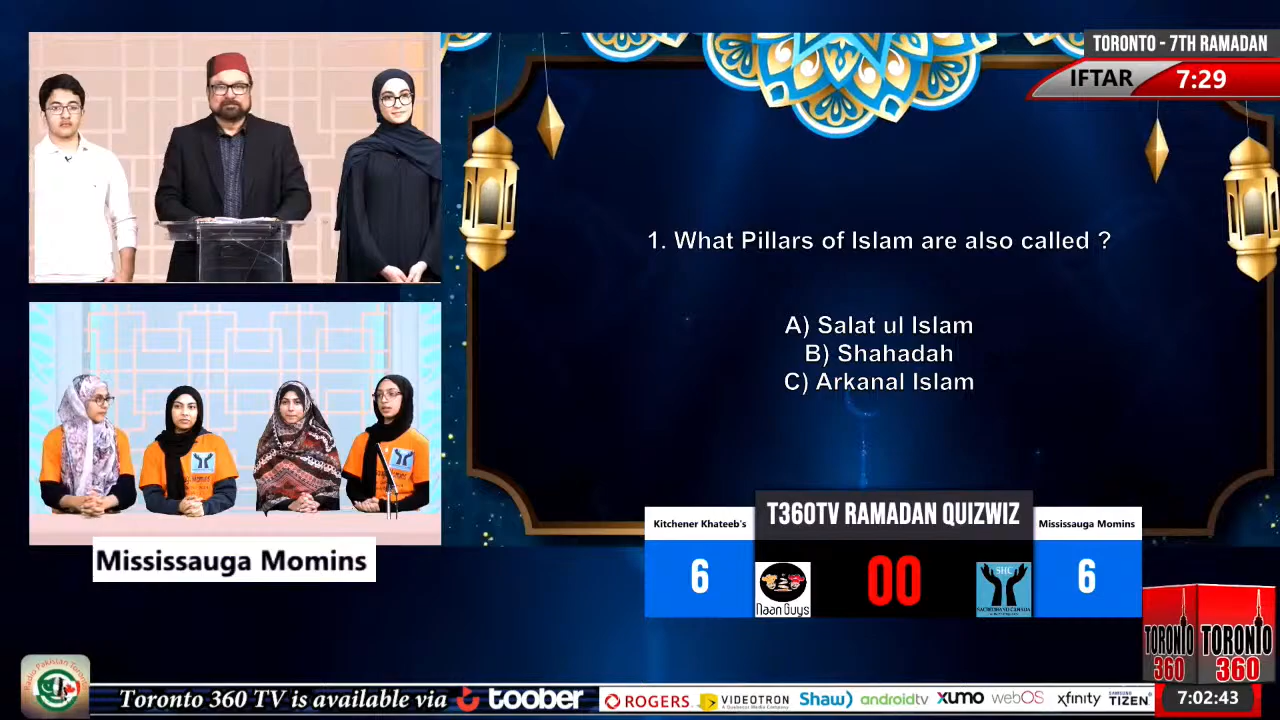 TORONTO - 7TH RAMADAN
IFTAR 7:29
1. What Pillars of Islam are also called ?
A) Salat ul Islam
B) Shahadah
C) Arkanal Islam
T360TV RAMADAN QUIZWIZ
Kitchener Khateeb's
Mississauga Momins
6
00
6
Naan Guys
SHC
Mississauga Momins
TORONTO
360
TORONTO
360
Toronto 360 TV is available via toober
ROGERS
VIDEOTRON
Shaw)
androidtv
xumo
webOS
xfinity
SAMSUNG
TIZEN
7:02:43